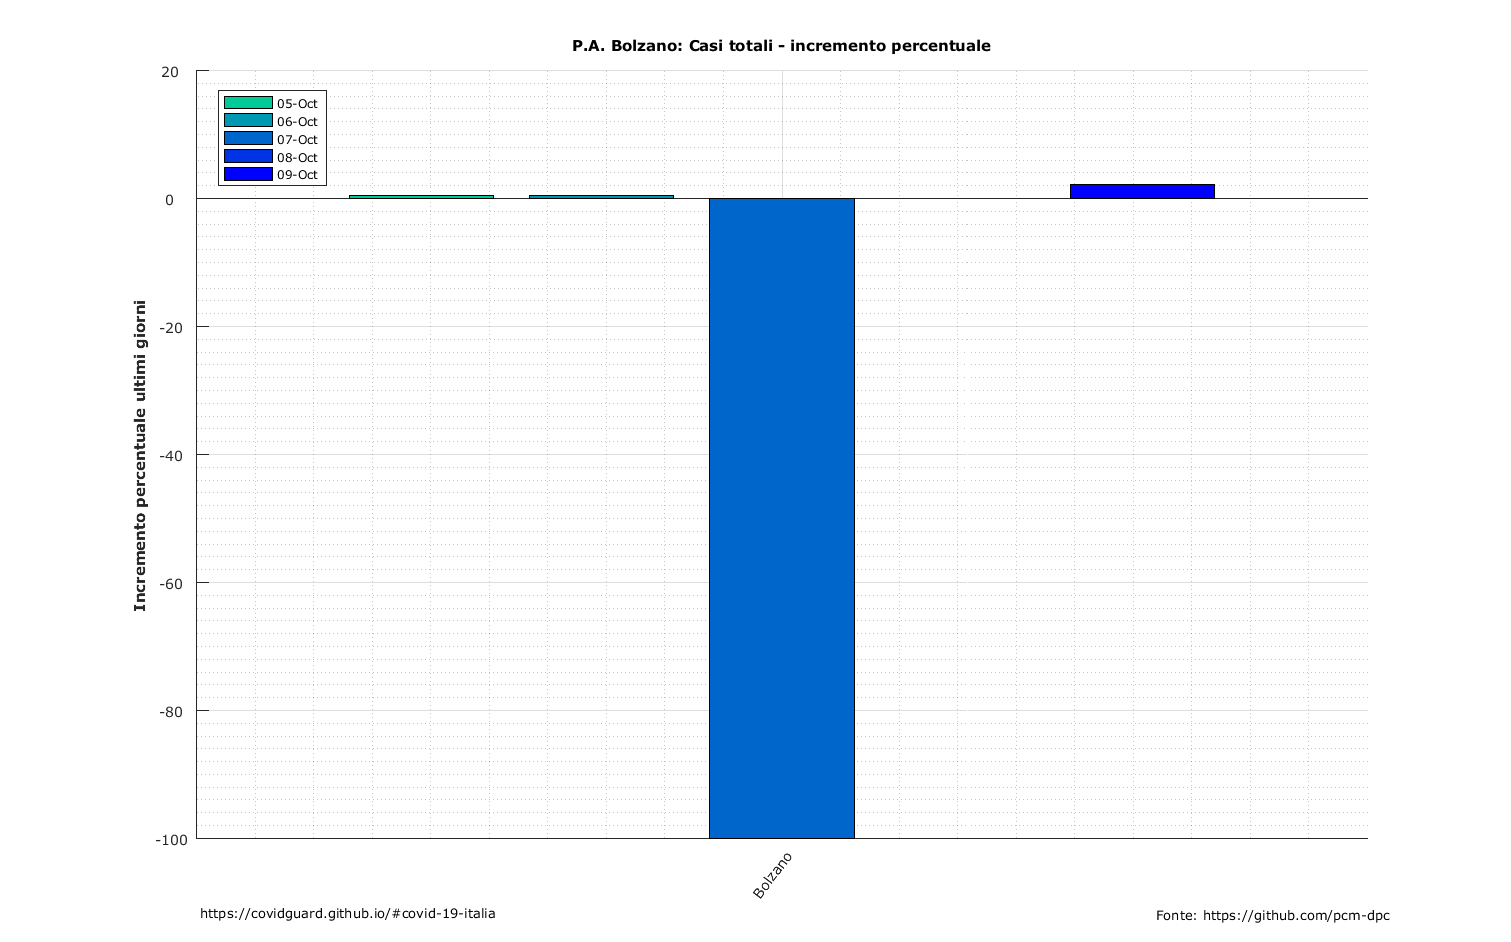 P.A. Bolzano: Casi totali - incremento percentuale
20
0
-20
-40
-60
-80
-100
Incremento percentuale ultimi giorni
05-Oct
06-Oct
07-Oct
08-Oct
09-Oct
Bolzano
https://covidguard.github.io/#covid-19-italia
Fonte: https://github.com/pcm-dpc